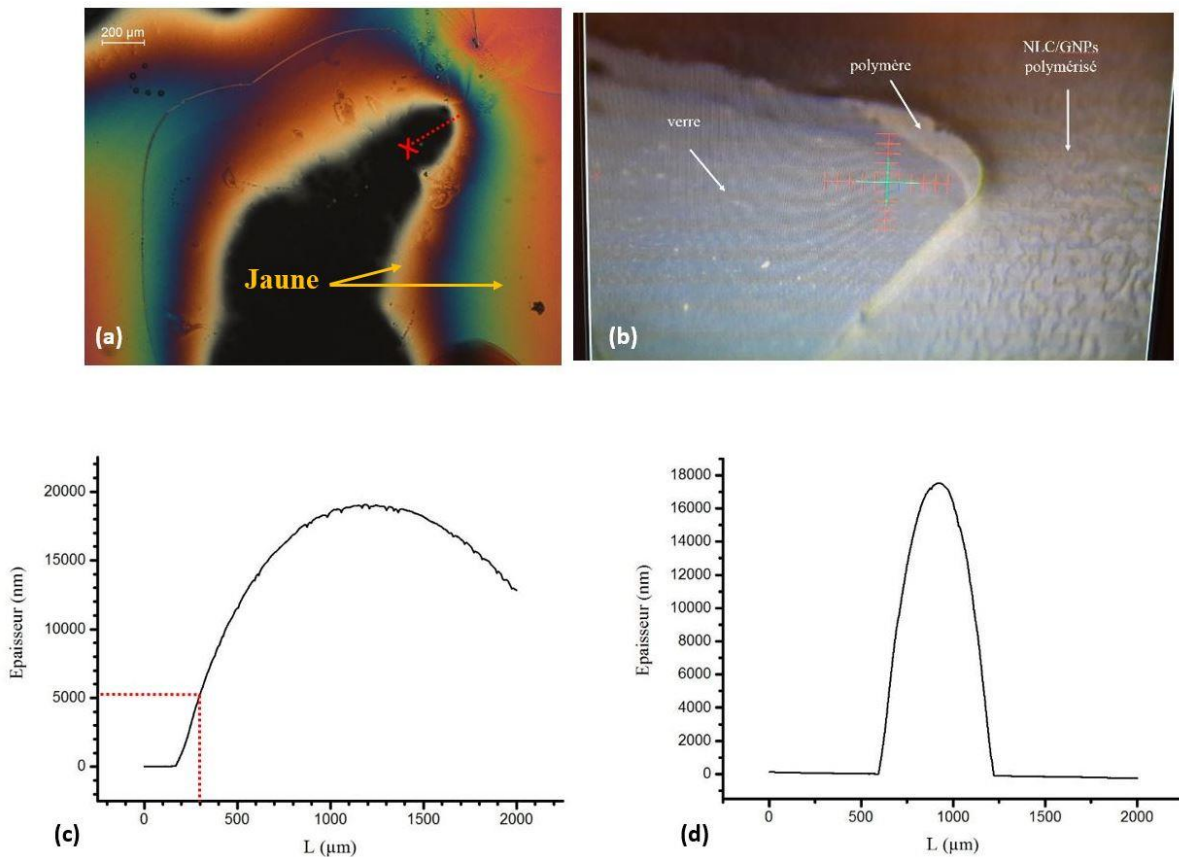 200 µm
Jaune
(a)
verre
polymère
NLC/GNPs
polymérisé
(b)
Epaisseur (nm)
20000
15000
10000
5000
0
0
500
1000
1500
2000
L (µm)
(c)
Epaisseur (nm)
18000
16000
14000
12000
10000
8000
6000
4000
2000
0
0
500
1000
1500
2000
L (µm)
(d)